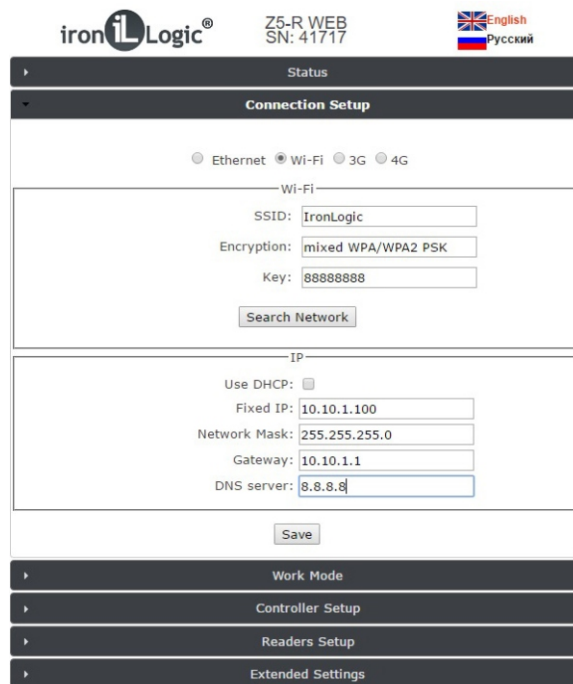 iron iL Logic®
Z5-R WEB
SN: 41717
English
Русский
Status
Connection Setup
Ethernet Wi-Fi 3G 4G
Wi-Fi
SSID: IronLogic
Encryption: mixed WPA/WPA2 PSK
Key: 88888888
Search Network
IP
Use DHCP:
Fixed IP: 10.10.1.100
Network Mask: 255.255.255.0
Gateway: 10.10.1.1
DNS server: 8.8.8.8
Save
Work Mode
Controller Setup
Readers Setup
Extended Settings